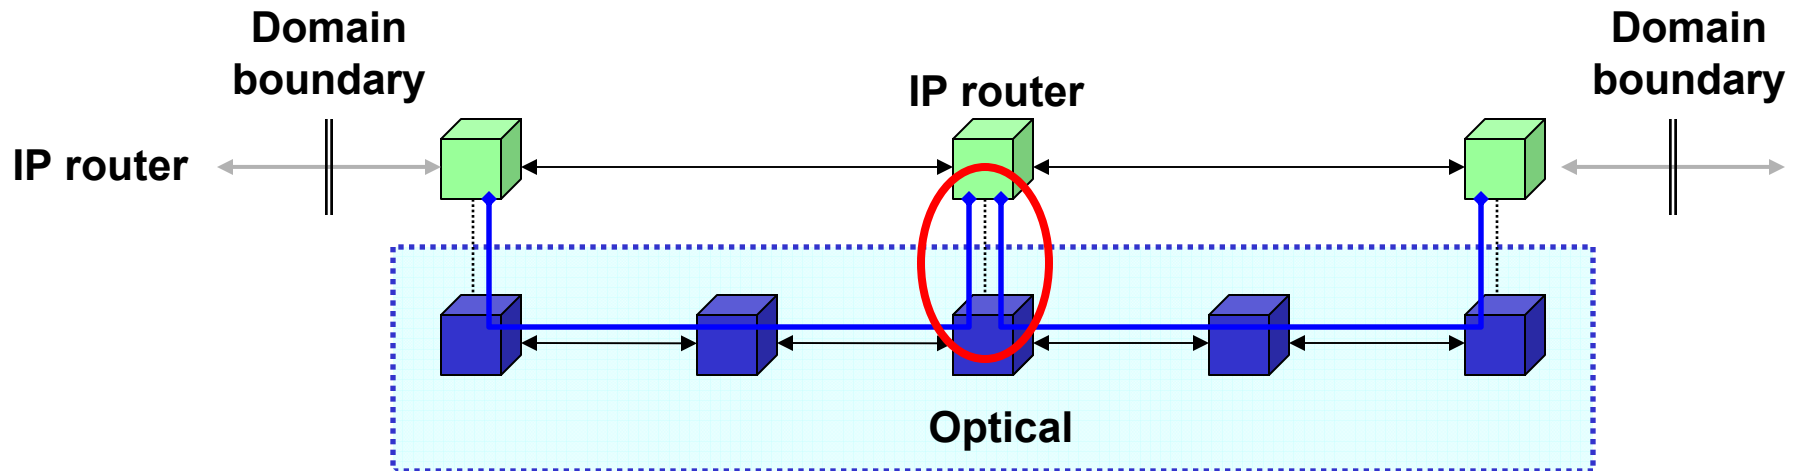 Domain
boundary
Domain
boundary
IP router
IP router
Optical